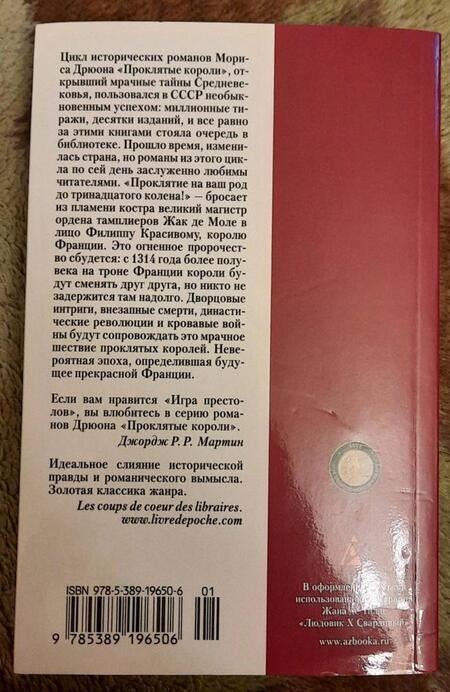 Цикл исторических романов Мори-
са Дрюона «Проклятые короли», от-
крывший мрачные тайны Средневе-
ковья, пользовался в СССР необык-
новенным успехом: миллионные ти-
ражи, десятки изданий, и все равно
за этими книгами стояла очередь в
библиотеке. Прошло время, измени-
лась страна, но романы из этого цик-
ла по сей день заслуженно любимы
читателями. «Проклятие на ваш род
до тринадцатого колена!» — бросает
из пламени костра великий магистр
ордена тамплиеров Жак де Моле в
лицо Филиппу Красивому, королю
Франции. Это огненное пророчест-
во сбудется: с 1314 года более полу-
века на троне Франции короли бу-
дут сменять друг друга, но никто не
задержится там надолго. Дворцовые
интриги, внезапные смерти, династи-
ческие революции и кровавые вой-
ны будут сопровождать это мрачное
шествие проклятых королей. Неве-
роятная эпоха, определившая буду-
щее прекрасной Франции.
Если вам нравится «Игра престо-
лов», вы влюбитесь в серию рома-
нов Дрюона «Проклятые короли».
Джордж Р. Р. Мартин
Идеальное слияние исторической
правды и романического вымысла.
Золотая классика жанра.
Les coups de coeur des libraires.
www.livredepoche.com
ISBN 978-5-389-19650-6
01
9 785389 196506
В
использован
Жана
«Людовик X Сварливый»
www.azbooka.ru